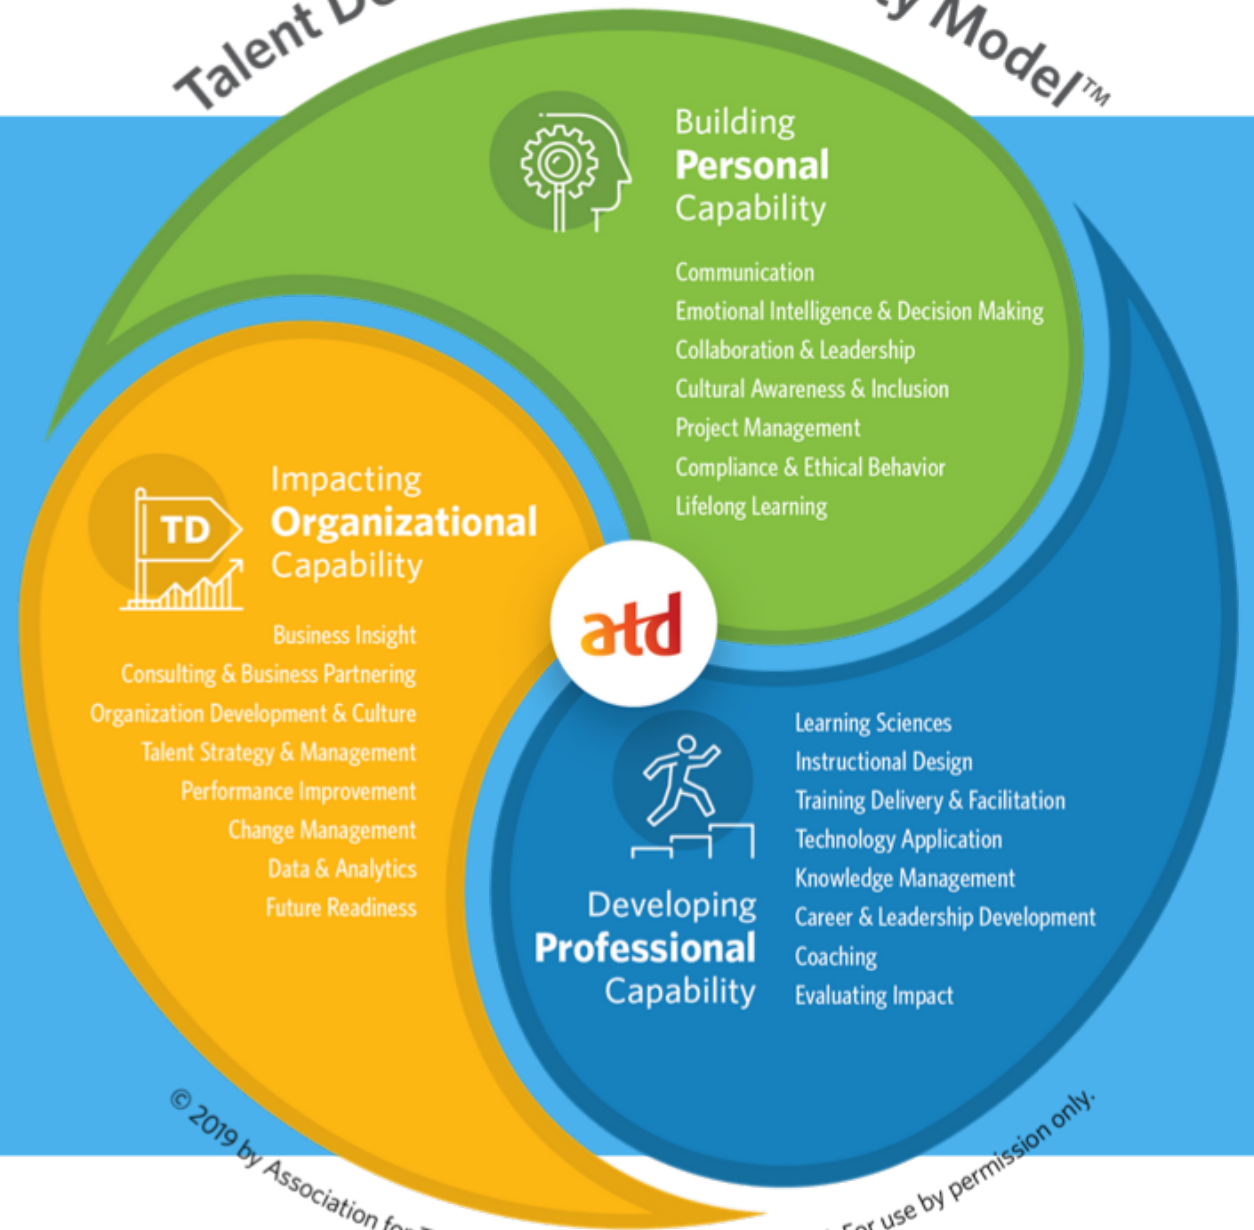 Talent
Model™
Building
Personal
Capability
Communication
Emotional Intelligence & Decision Making
Collaboration & Leadership
Cultural Awareness & Inclusion
Project Management
Compliance & Ethical Behavior
Lifelong Learning
Impacting
Organizational
Capability
TD
Business Insight
Consulting & Business Partnering
Organization Development & Culture
Talent Strategy & Management
Performance Improvement
Change Management
Data & Analytics
Future Readiness
atd
Learning Sciences
Instructional Design
Training Delivery & Facilitation
Technology Application
Knowledge Management
Career & Leadership Development
Coaching
Evaluating Impact
Developing
Professional
Capability
© 2019 by Association for
For use by permission only.